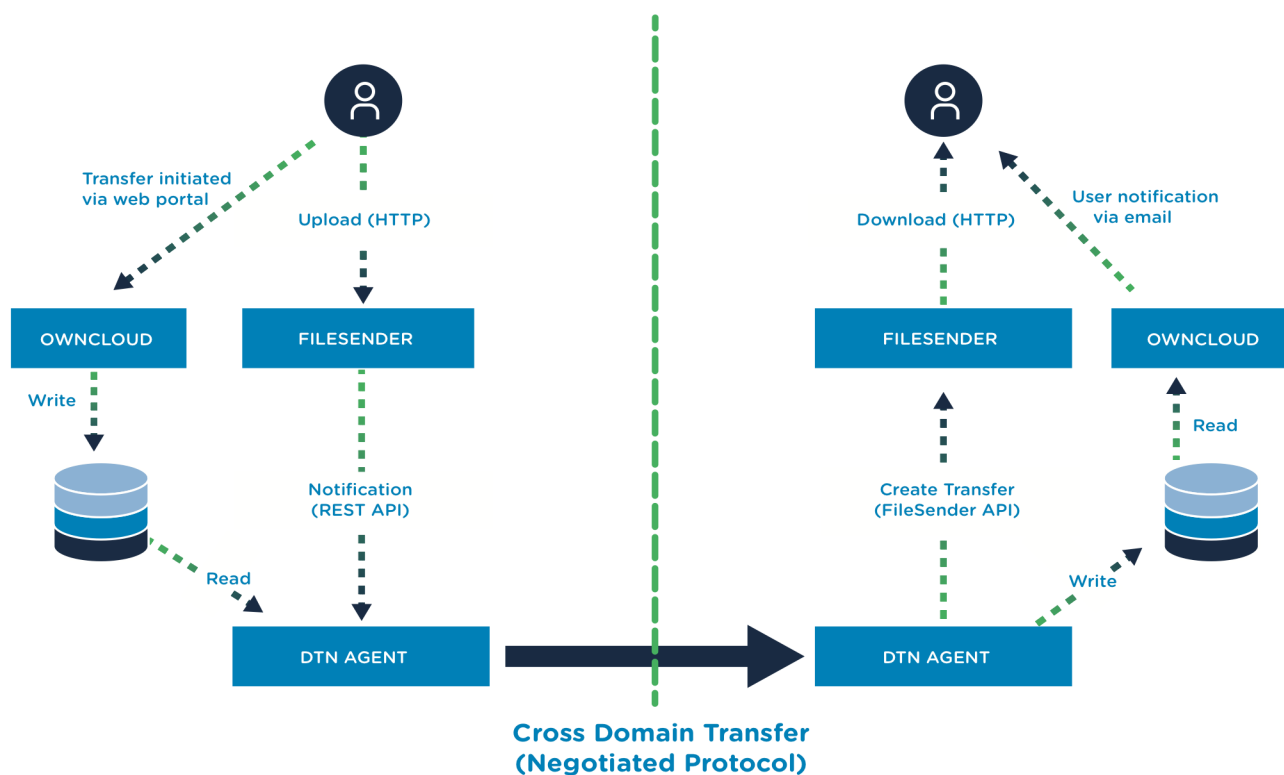 Transfer initiated
via web portal
Upload (HTTP)
OWNCLOUD
FILESENDER
Write
Notification
(REST API)
Read
DTN AGENT
Download (HTTP)
User notification
via email
FILESENDER
OWNCLOUD
Read
Create Transfer
(FileSender API)
Write
DTN AGENT
Cross Domain Transfer
(Negotiated Protocol)